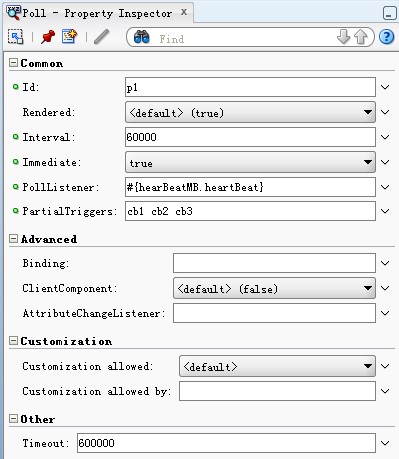 Poll - Property Inspector x
Find
Common
Id: p1
Rendered: <default> (true)
Interval: 60000
Immediate: true
PollListener: #{hearBeatMB.heartBeat}
PartialTriggers: cb1 cb2 cb3
Advanced
Binding:
ClientComponent: <default> (false)
AttributeChangeListener:
Customization
Customization allowed: <default>
Customization allowed by:
Other
Timeout: 600000